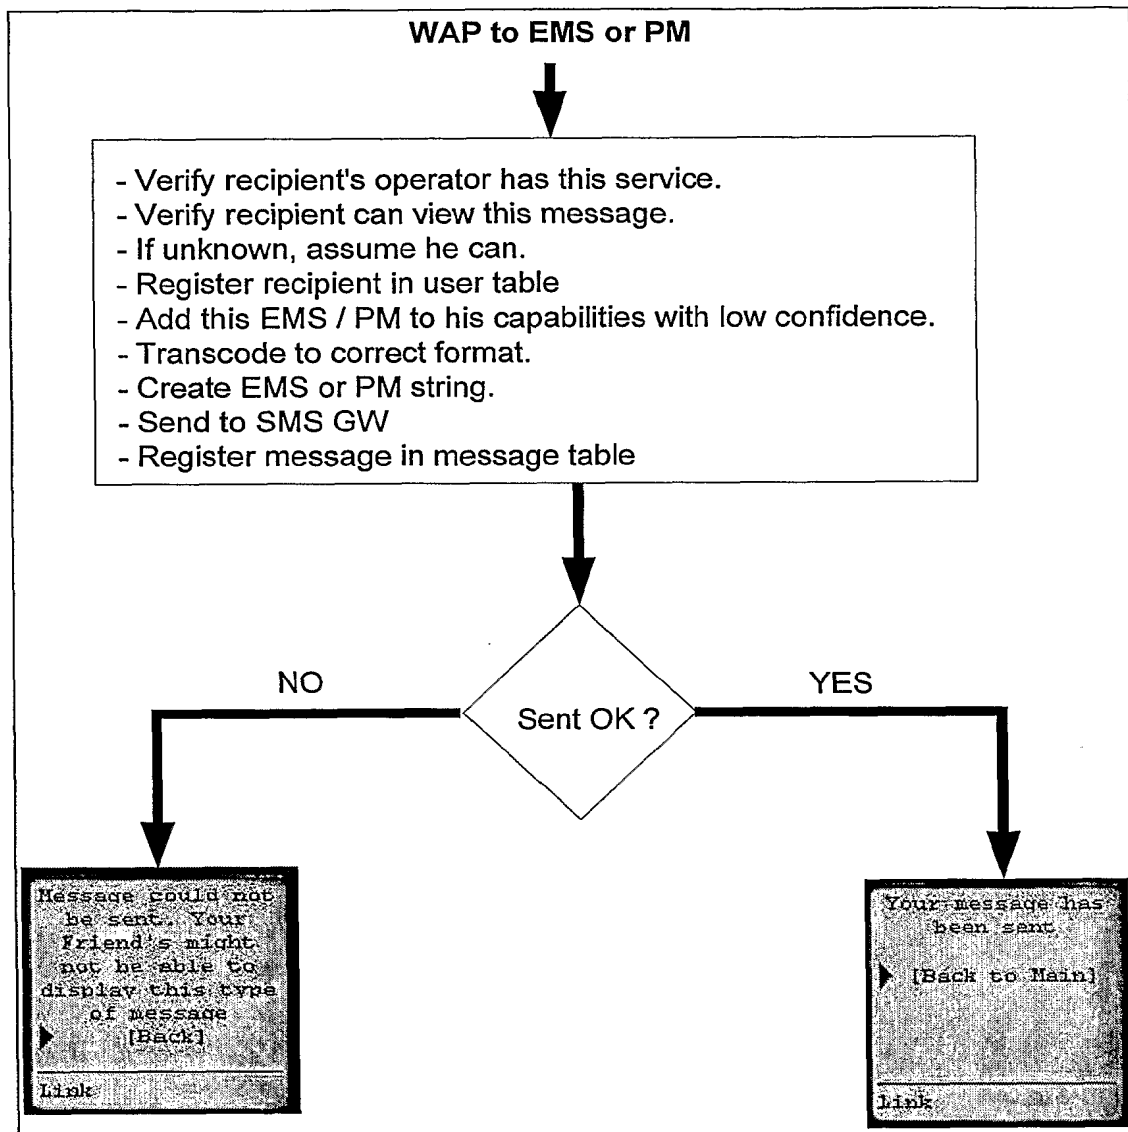 WAP to EMS or PM
- Verify recipient's operator has this service.
- Verify recipient can view this message.
- If unknown, assume he can.
- Register recipient in user table
- Add this EMS / PM to his capabilities with low confidence.
- Transcode to correct format.
- Create EMS or PM string.
- Send to SMS GW
- Register message in message table
NO
YES
Sent OK ?
Message could not
be sent. Your
Friend's might
not be able to
display this type
of message
[Back]
Link
Your message has
been sent
[Back to Main]
Link